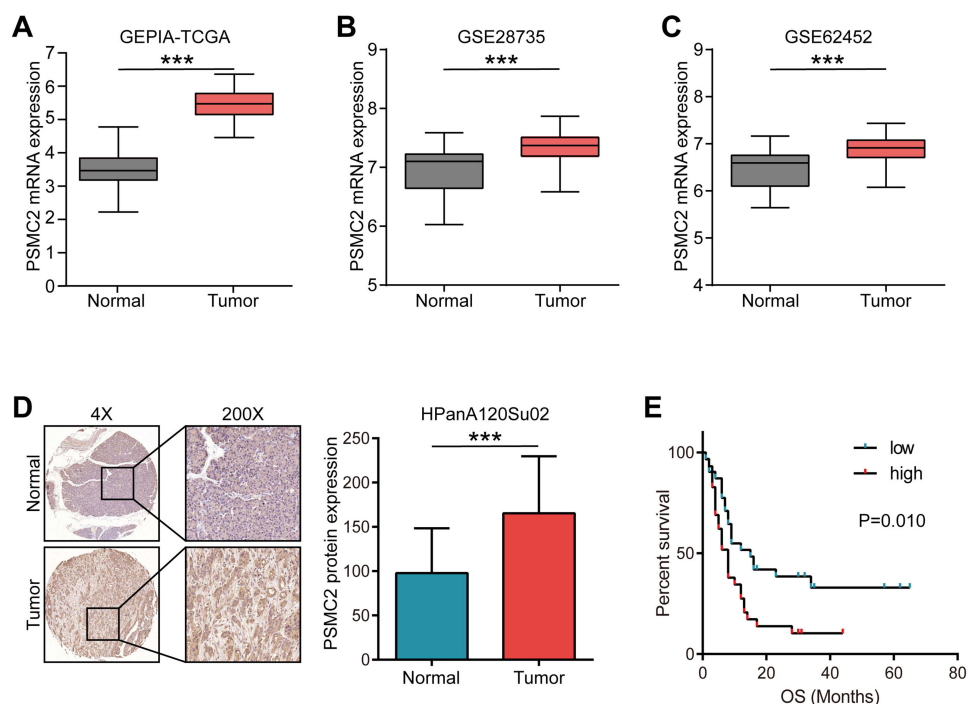 A
GEPIA-TCGA
***
PSMC2 mRNA expression
7
6
5
4
3
2
1
0
Normal
Tumor
B
GSE28735
***
PSMC2 mRNA expression
9
8
7
6
5
Normal
Tumor
C
GSE62452
***
PSMC2 mRNA expression
9
8
7
6
5
4
Normal
Tumor
D
4X
200X
Normal
Tumor
HPanA120Su02
***
PSMC2 protein expression
250
200
150
100
50
0
Normal
Tumor
E
low
high
P=0.010
Percent survival
100
50
0
0
20
40
60
80
OS (Months)